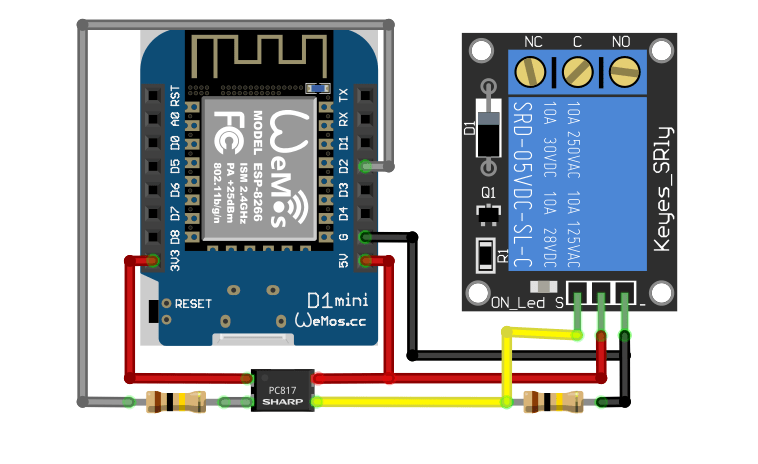 RST
A0
D0
D5
D6
D7
D8
3V3
TX
RX
D1
D2
D3
D4
G
5V
WeMos
MODEL ESP-8266
ISM 2.4GHz
PA +25dBm
802.11b/g/n
FC
RESET
D1mini
WeMos.cc
PC817
SHARP
NC C NO
D1
Q1
R1
10A 250VAC 10A 125VAC
10A 30VDC 10A 28VDC
SRD-05VDC-SL-C
Keyes_SRly
ON_Led S -